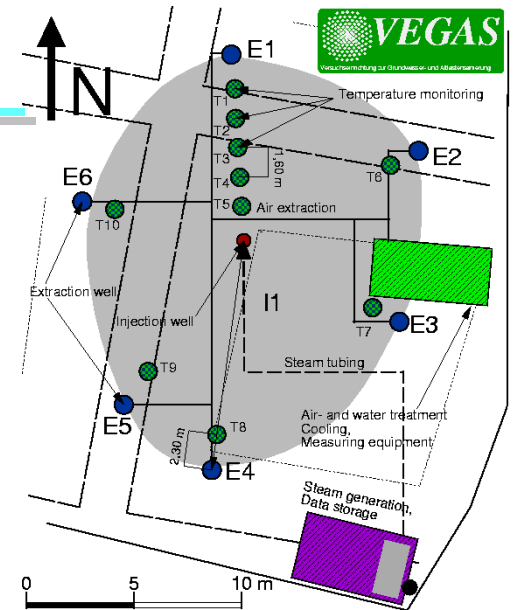 VEGAS
Versuchseinrichtung zur Grundwasser- und Altlastensanierung
N
E1
T1
Temperature monitoring
T2
T3
1,60 m
E2
T6
T4
E6
T10
T5
Air extraction
Extraction well
Injection well
I1
T7
E3
Steam tubing
T9
E5
Air- and water treatment
Cooling,
Measuring equipment
T8
2,30 m
E4
Steam generation,
Data storage
0 5 10 m